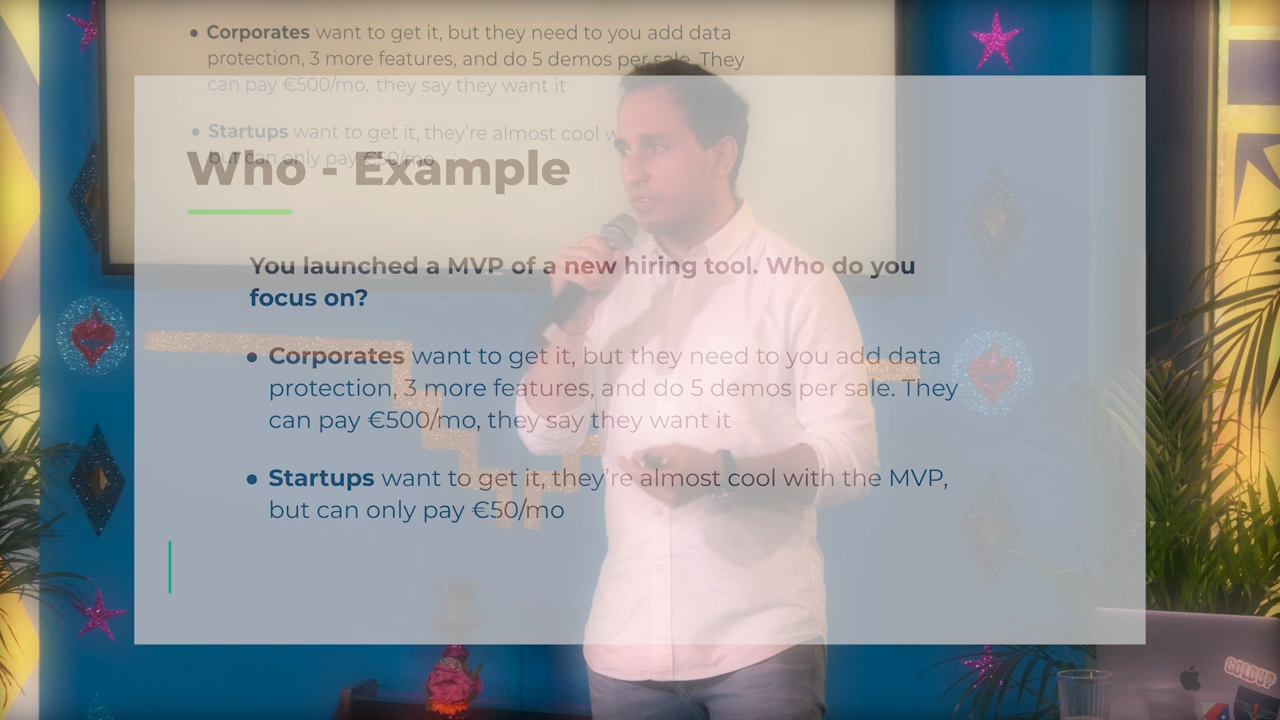 ● Corporates want to get it, but they need to you add data
protection, 3 more features, and do 5 demos per sale. They
can pay €500/mo, they say they want it
● Startups want to get it, they're almost cool w
but can only pay €50/mo
Who - Example
You launched a MVP of a new hiring tool. Who do you
focus on?
● Corporates want to get it, but they need to you add data
protection, 3 more features, and do 5 demos per sale. They
can pay €500/mo, they say they want it
● Startups want to get it, they're almost cool with the MVP,
but can only pay €50/mo
GOLDUP